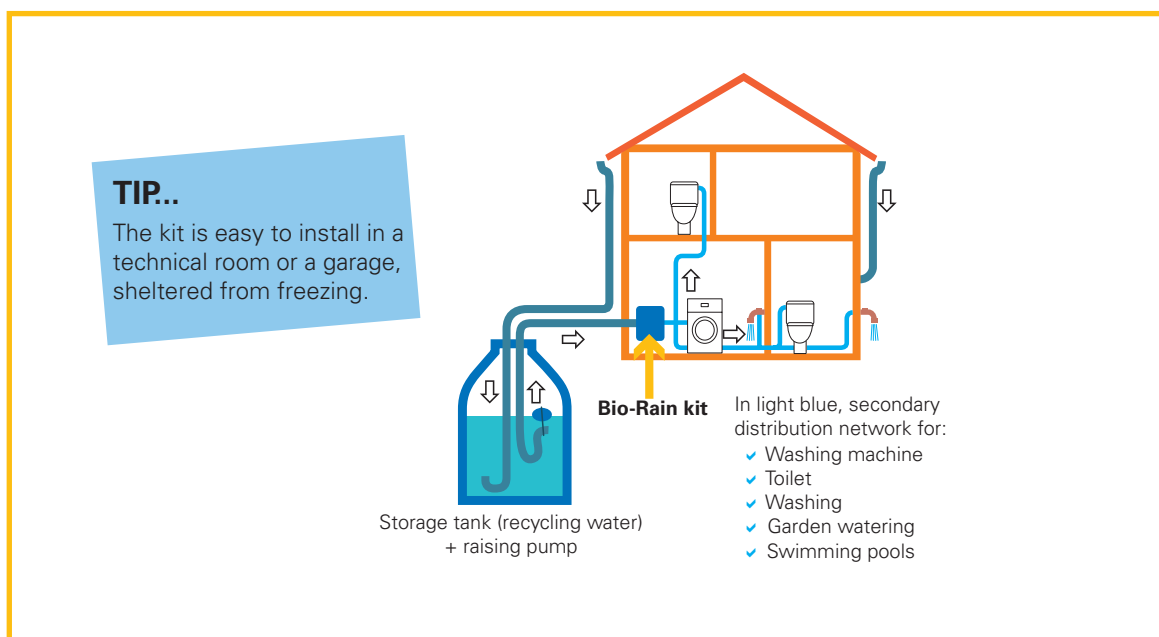 TIP...
The kit is easy to install in a
technical room or a garage,
sheltered from freezing.
Bio-Rain kit
In light blue, secondary
distribution network for:
Washing machine
Toilet
Washing
Garden watering
Swimming pools
Storage tank (recycling water)
+ raising pump